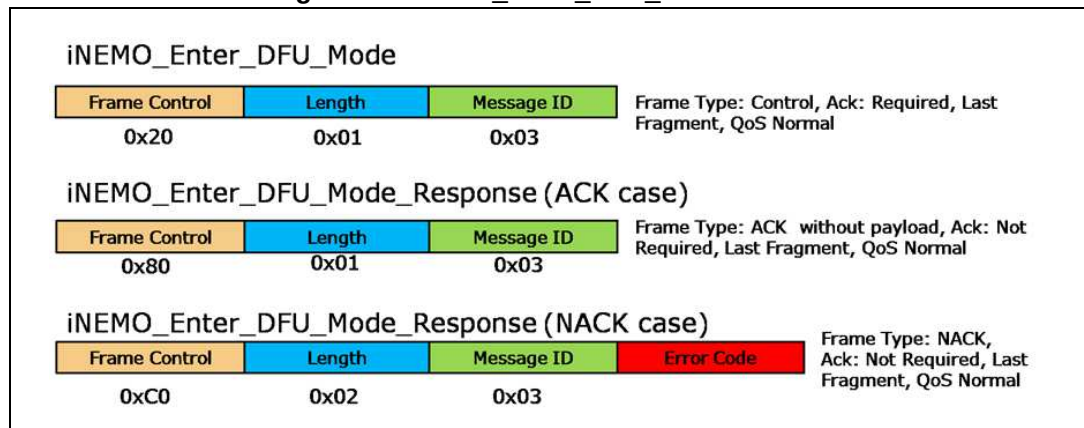 iNEMO_Enter_DFU_Mode
Frame Control Length Message ID Frame Type: Control, Ack: Required, Last
Fragment, QoS Normal
0x20 0x01 0x03
iNEMO_Enter_DFU_Mode_Response (ACK case)
Frame Control Length Message ID Frame Type: ACK without payload, Ack: Not
Required, Last Fragment, QoS Normal
0x80 0x01 0x03
iNEMO_Enter_DFU_Mode_Response (NACK case)
Frame Control Length Message ID Error Code Frame Type: NACK,
Ack: Not Required, Last
Fragment, QoS Normal
0xC0 0x02 0x03